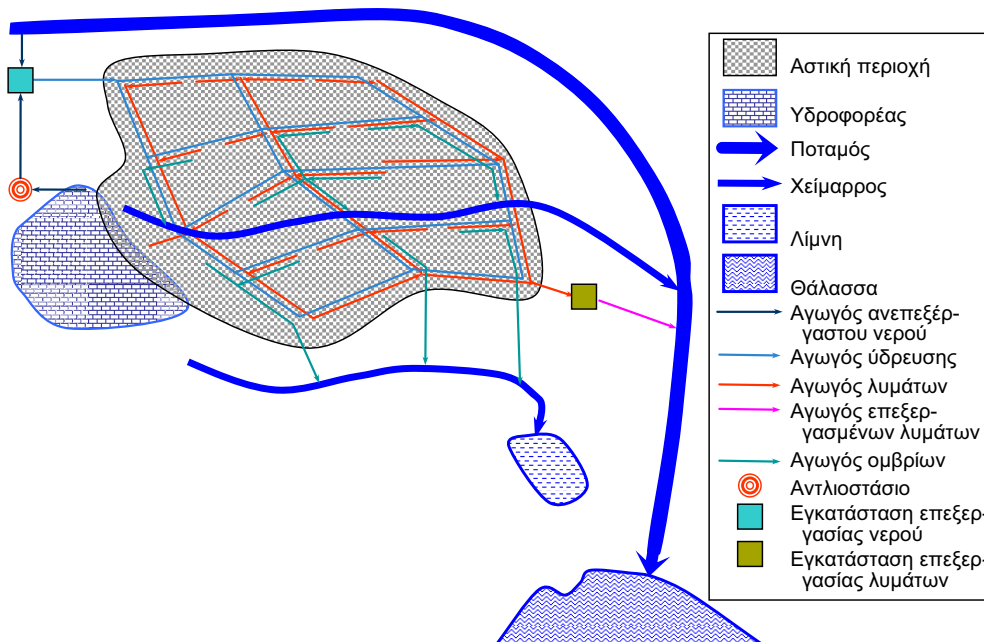 Αστική περιοχή
Υδροφορέας
Ποταμός
Χείμαρρος
Λίμνη
Θάλασσα
Αγωγός ανεπεξέρ-
γαστου νερού
Αγωγός ύδρευσης
Αγωγός λυμάτων
Αγωγός επεξερ-
γασμένων λυμάτων
Αγωγός ομβρίων
Αντλιοστάσιο
Εγκατάσταση επεξερ-
γασίας νερού
Εγκατάσταση επεξερ-
γασίας λυμάτων